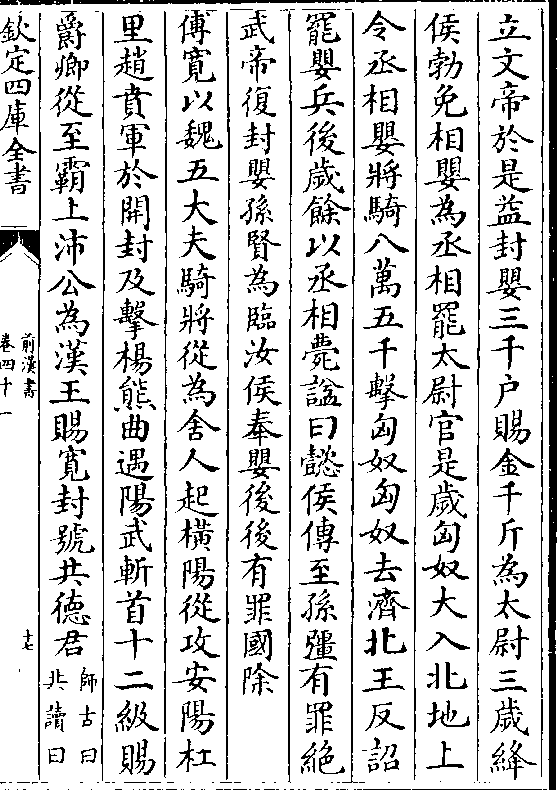 立文帝於是益封嬰三千户賜金千斤為太尉三歲絳
侯勃免相嬰為丞相罷太尉官是歲匈奴大入北地上
令丞相嬰將騎八萬五千擊匈奴匈奴去濟北王反詔
罷嬰兵後歲餘以丞相薨諡曰懿侯傳至孫彊有罪絶
武帝復封嬰孫賢為臨汝侯奉嬰後後有罪國除
傅寛以魏五大夫騎將從為舍人起橫陽從攻安陽杠
里趙賁軍於開封及擊楊熊曲遇陽武斬首十二級賜
爵卿從至霸上沛公為漢王賜寛封號共德君師古曰
共讀曰
欽定四庫全書
前漢書
卷四十一
十七